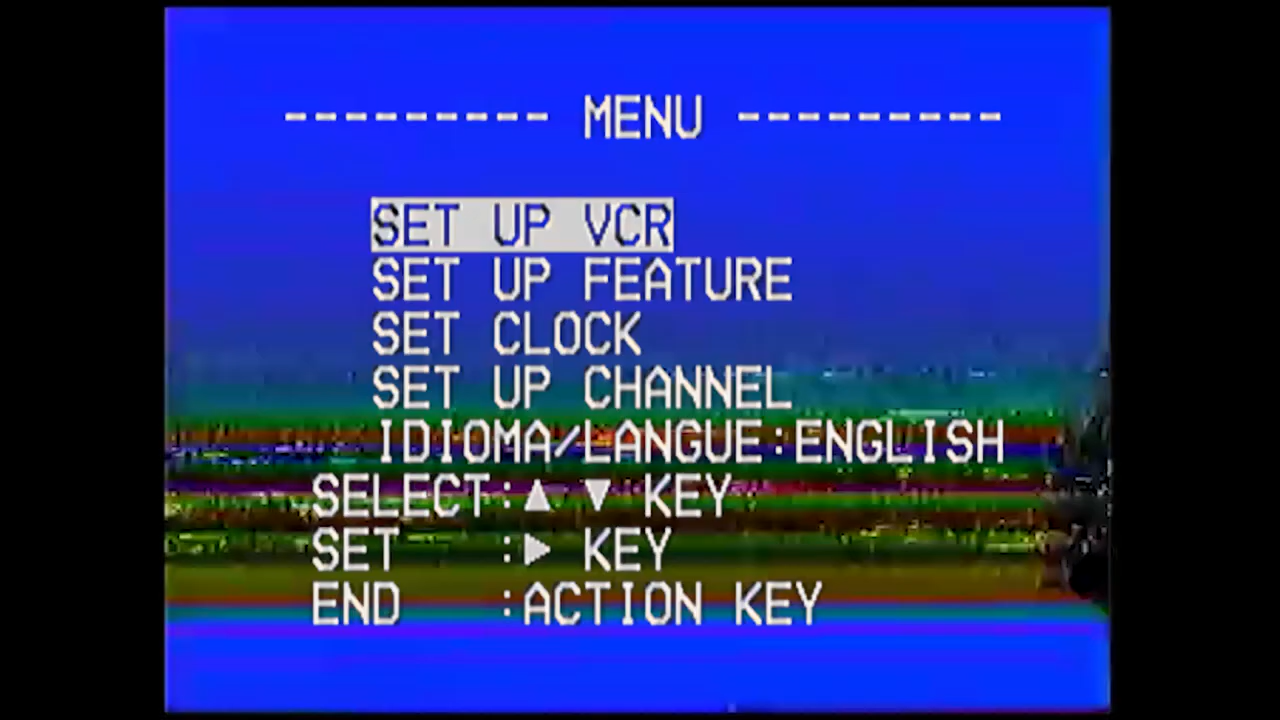 --------- MENU ---------
SET UP VCR
SET UP FEATURE
SET CLOCK
SET UP CHANNEL
IDIOMA/LANGUE:ENGLISH
SELECT:▲ ▼ KEY
SET :▶ KEY
END :ACTION KEY